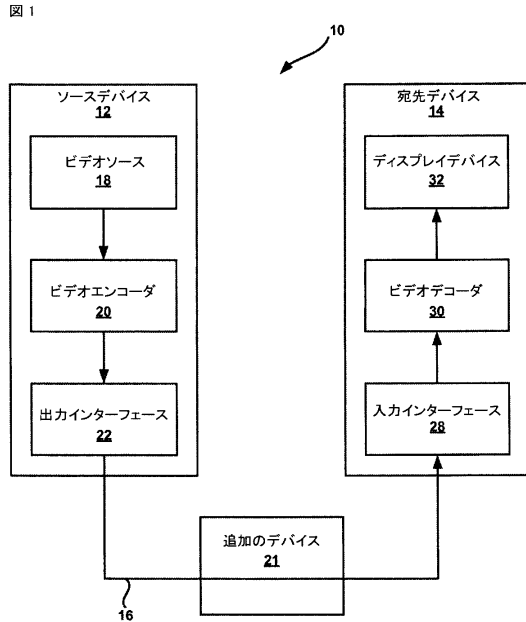 図 1
10
ソースデバイス
12
ビデオソース
18
ビデオエンコーダ
20
出力インターフェース
22
宛先デバイス
14
ディスプレイデバイス
32
ビデオデコーダ
30
入力インターフェース
28
追加のデバイス
21
16